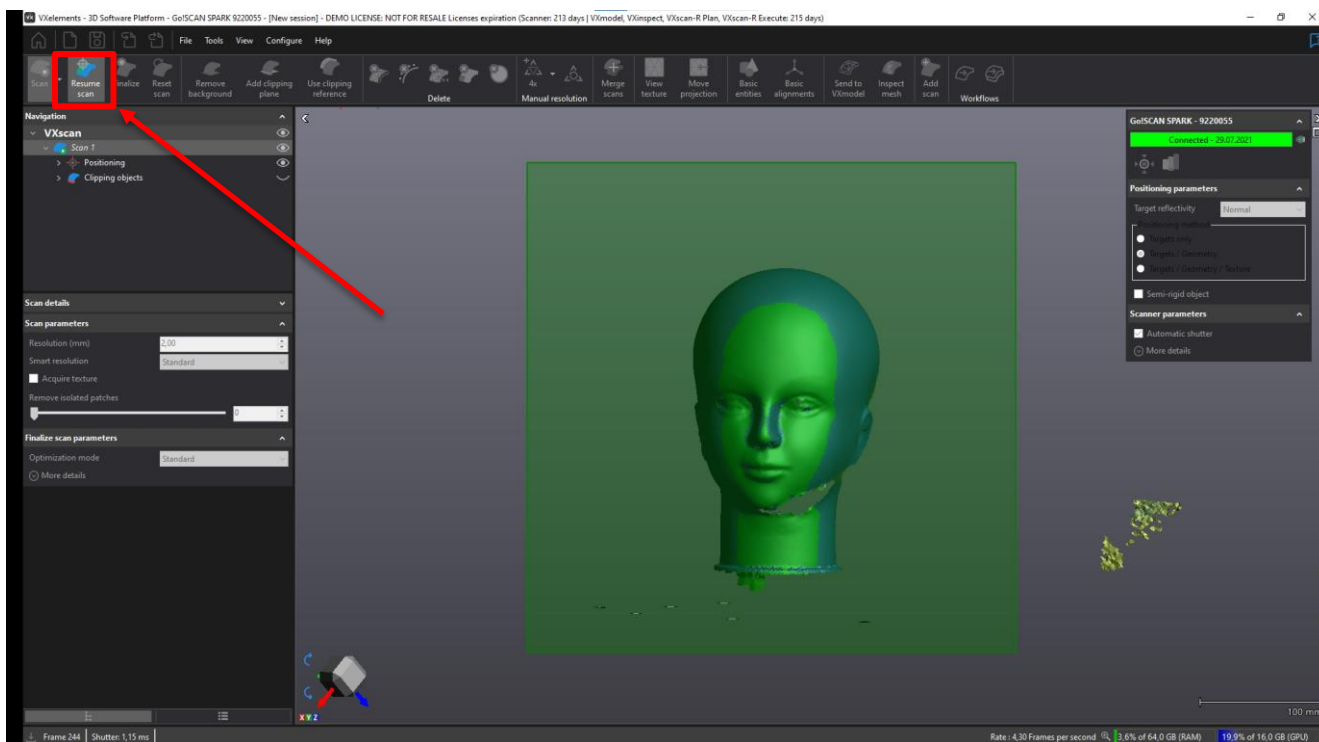 VXelements - 3D Software Platform - Go!SCAN SPARK 9220055 - [New session] - DEMO LICENSE: NOT FOR RESALE Licenses expiration (Scanner: 213 days | VXmodel, VXinspect, VXscan-R Plan, VXscan-R Execute: 215 days)
File Tools View Configure Help
Scan
Resume scan
Finalize
Reset scan
Remove background
Add clipping plane
Use clipping reference
Delete
4x
Manual resolution
Merge scans
View texture
Move projection
Basic entities
Basic alignments
Send to VXmodel
Inspect mesh
Add scan
Workflows
Navigation
VXscan
Scan 1
Positioning
Clipping objects
Scan details
Scan parameters
Resolution (mm) 2,00
Smart resolution Standard
Acquire texture
Remove isolated patches
0
Finalize scan parameters
Optimization mode Standard
More details
Go!SCAN SPARK - 9220055
Connected - 29.07.2021
Positioning parameters
Target reflectivity Normal
Positioning method
Targets only
Targets / Geometry
Targets / Geometry / Texture
Semi-rigid object
Scanner parameters
Automatic shutter
More details
X Y Z
100 mm
Frame 244 Shutter: 1,15 ms
Rate : 4,30 Frames per second 3,6% of 64,0 GB (RAM) 19,9% of 16,0 GB (GPU)